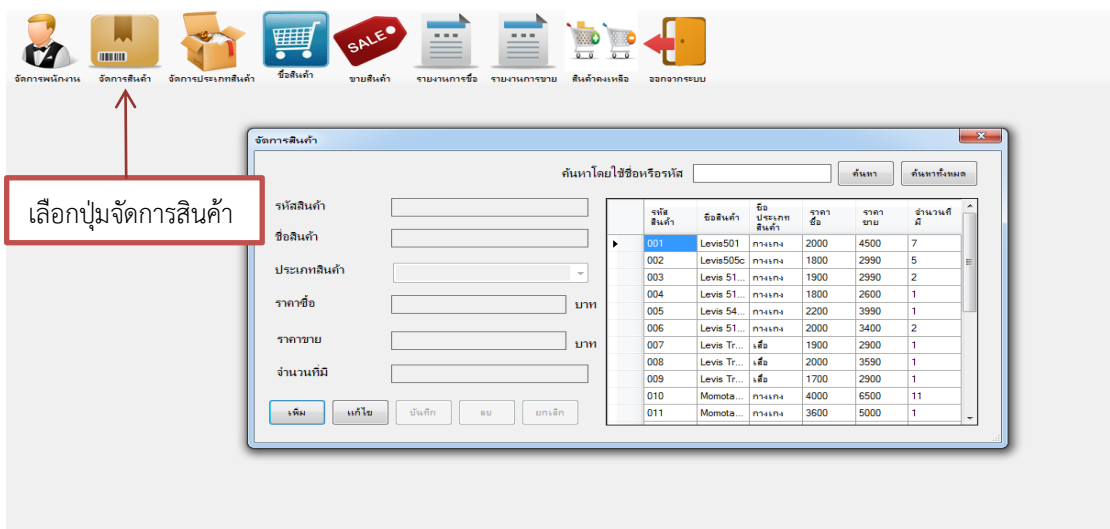 SALE
จัดการพนักงาน จัดการสินค้า จัดการประเภทสินค้า ซื้อสินค้า ขายสินค้า รายงานการซื้อ รายงานการขาย สินค้าคงเหลือ ออกจากระบบ
จัดการสินค้า
ค้นหาโดยใช้ชื่อหรือรหัส ค้นหา ค้นหาทั้งหมด
เลือกปุ่มจัดการสินค้า
รหัสสินค้า
ชื่อสินค้า
ประเภทสินค้า
ราคาซื้อ บาท
ราคาขาย บาท
จำนวนที่มี
เพิ่ม แก้ไข บันทึก ลบ ยกเลิก
รหัสสินค้า ชื่อสินค้า ชื่อประเภทสินค้า ราคาซื้อ ราคาขาย จำนวนที่มี
001 Levis501 กางเกง 2000 4500 7
002 Levis505c กางเกง 1800 2990 5
003 Levis 51... กางเกง 1900 2990 2
004 Levis 51... กางเกง 1800 2600 1
005 Levis 54... กางเกง 2200 3990 1
006 Levis 51... กางเกง 2000 3400 2
007 Levis Tr... เสื้อ 1900 2900 1
008 Levis Tr... เสื้อ 2000 3590 1
009 Levis Tr... เสื้อ 1700 2900 1
010 Momota... กางเกง 4000 6500 11
011 Momota... กางเกง 3600 5000 1